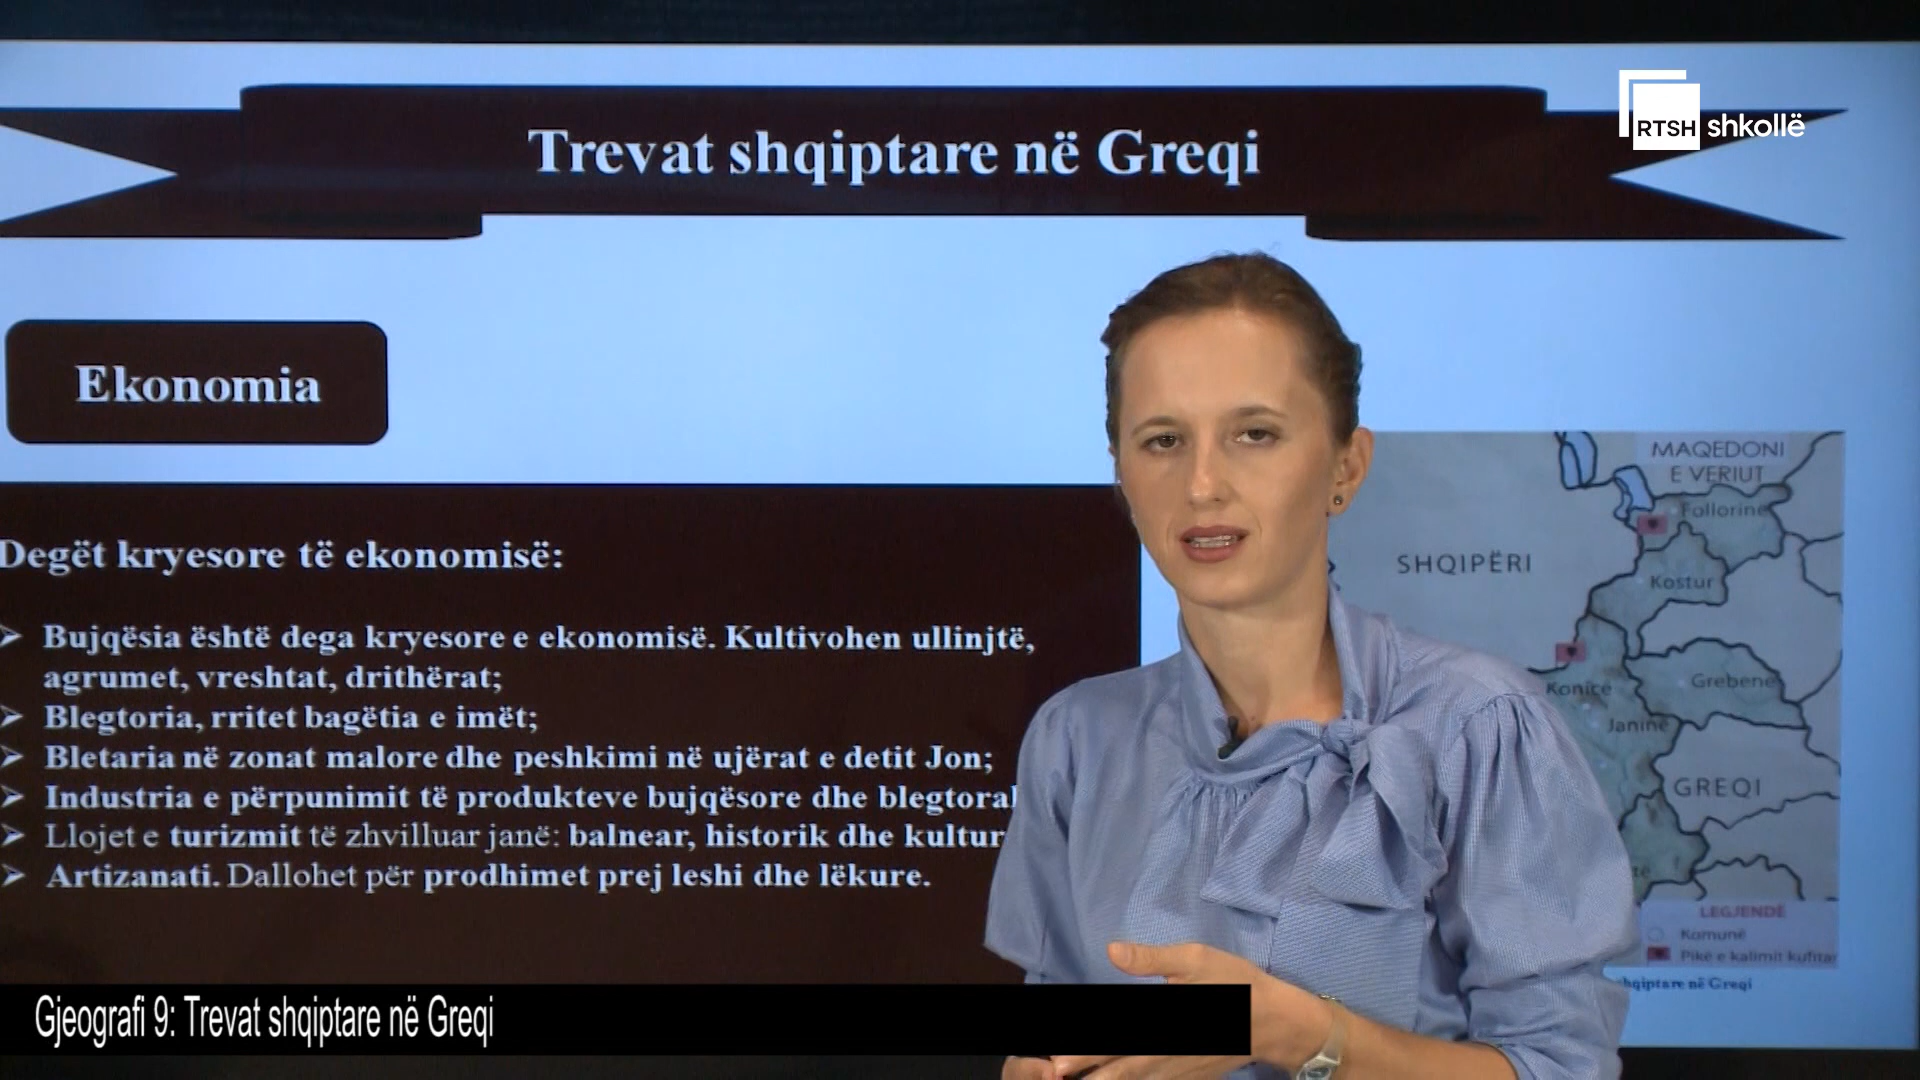 Trevat shqiptare në Greqi
RTSH shkollë
Ekonomia
Degët kryesore të ekonomisë:
Bujqësia është dega kryesore e ekonomisë. Kultivohen ullinjtë,
agrumet, vreshtat, drithërat;
Blegtoria, rritet bagëtia e imët;
Bletaria në zonat malore dhe peshkimi në ujërat e detit Jon;
Industria e përpunimit të produkteve bujqësore dhe
Llojet e turizmit të zhvilluar janë: balnear, historik dhe
Artizanati. Dallohet për prodhimet prej leshi dhe lëkure.
MAQEDONI
E VERIUT
Follorinë
SHQIPËRI
Kostur
Konicë
Grebene
Janinë
GREQI
LEGJENDË
Komunë
Pikë e kalimit kufitar
shqiptare në Greqi
Gjeografi 9: Trevat shqiptare në Greqi